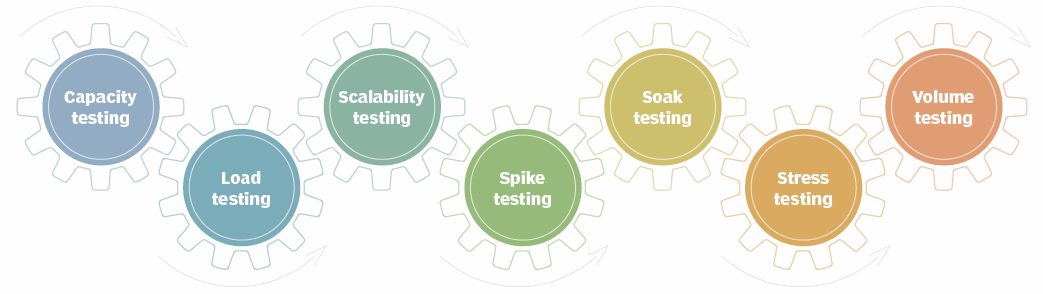 Capacity
testing
Load
testing
Scalability
testing
Spike
testing
Soak
testing
Stress
testing
Volume
testing